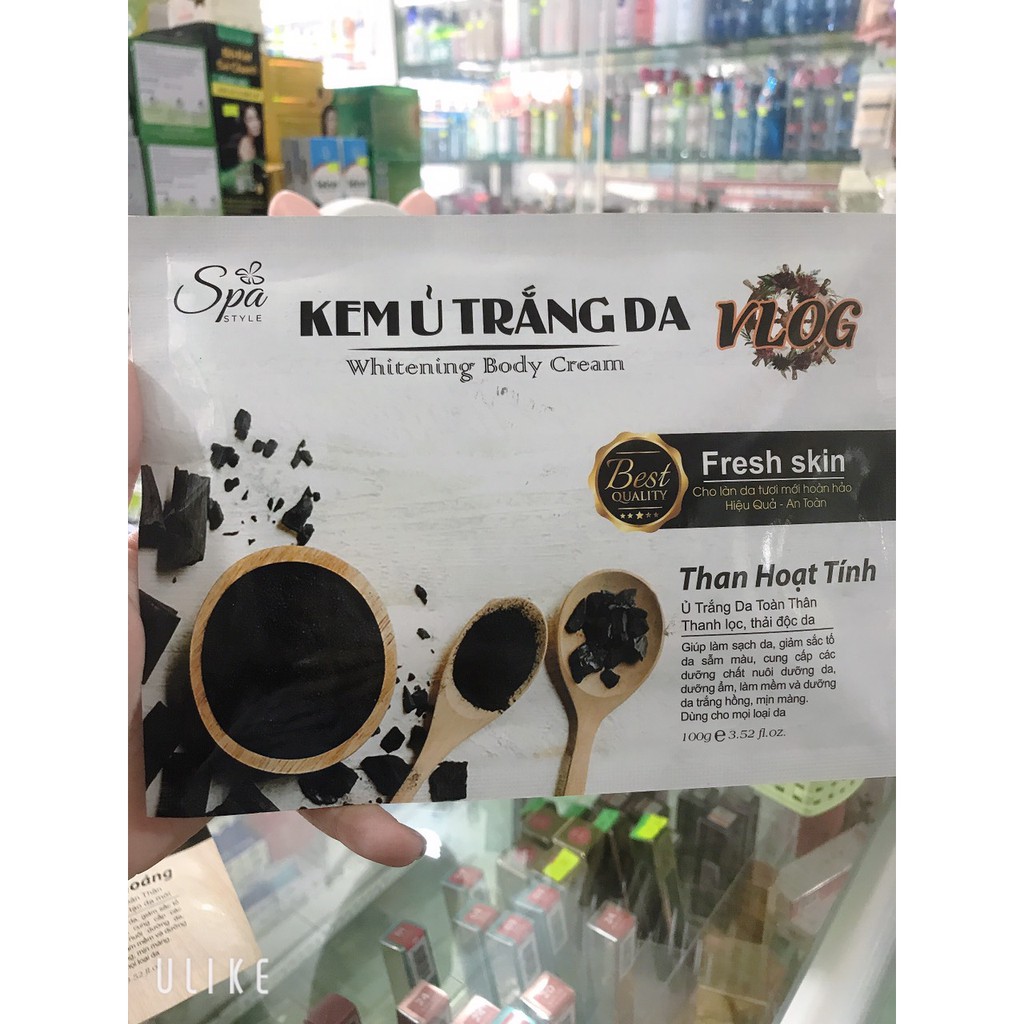 Spa
STYLE
KEM Ủ TRẮNG DA
Whitening Body Cream
VLOG
Best
QUALITY
Fresh skin
Cho làn da tươi mới hoàn hảo
Hiệu Quả - An Toàn
Than Hoạt Tính
Ủ Trắng Da Toàn Thân
Thanh lọc, thải độc da
Giúp làm sạch da, giảm sắc tố
da sẫm màu, cung cấp các
dưỡng chất nuôi dưỡng da,
dưỡng ẩm, làm mềm và dưỡng
da trắng hồng, mịn màng.
Dùng cho mọi loại da
100g e 3.52 fl.oz.
ULIKE